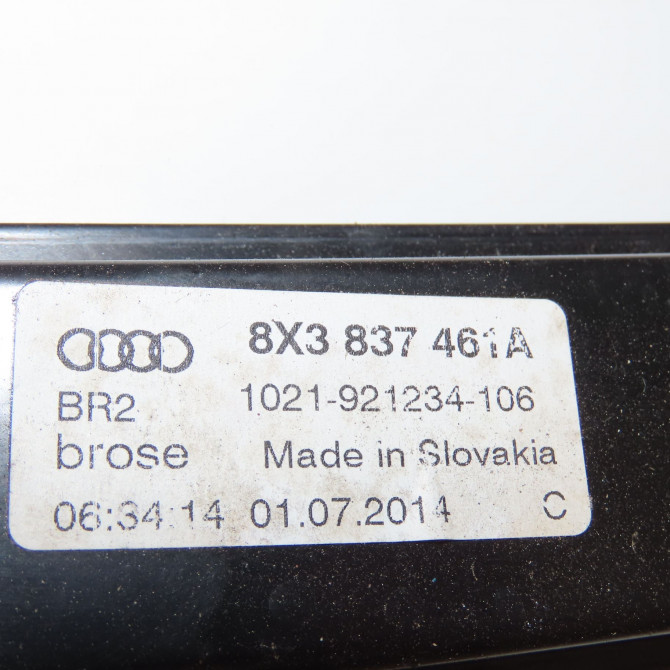 8X3 837 461A
BR2 1021-921234-106
brose Made in Slovakia
06:34:14 01.07.2014 C